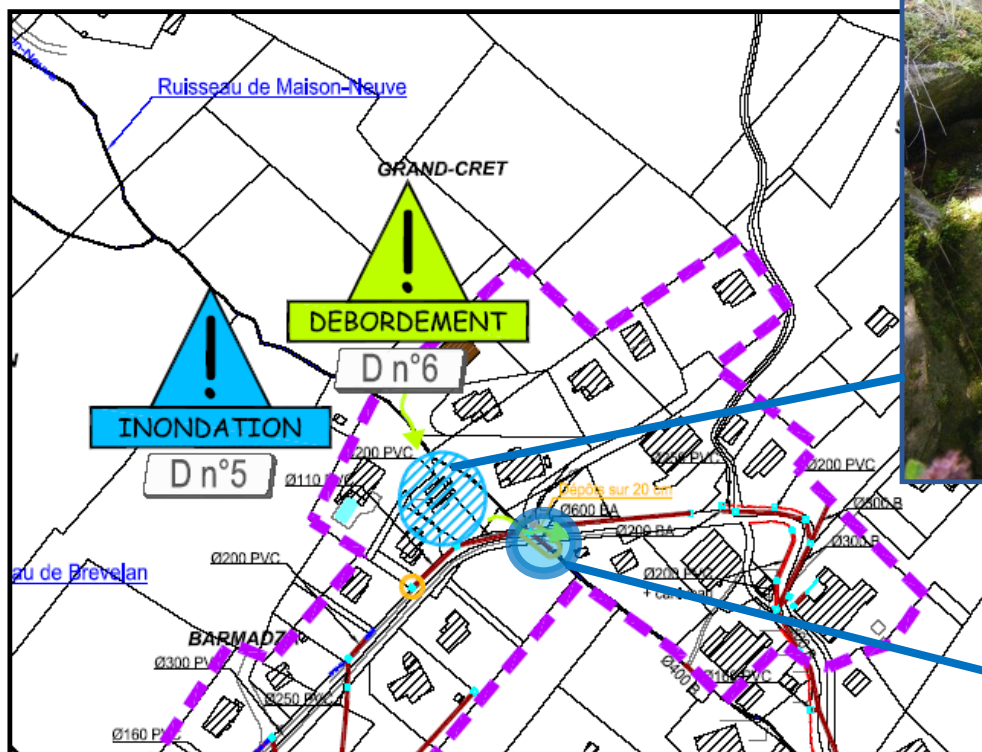 Ruisseau de Maison-Neuve
GRAND-CRET
DEBORDEMENT
D n°6
INONDATION
D n°5
Ø200 PVC
Ø110 PVC
Ø250 PVC
Ø200 PVC
Dépôts sur 20 cm
Ø600 BA
Ø200 BA
Ø300 B
Ø200 PVC
Ø200 PVC
au de Brevelan
BARMADZ
Ø300 PVC
Ø400 B
Ø250 PVC
Ø160 PVC